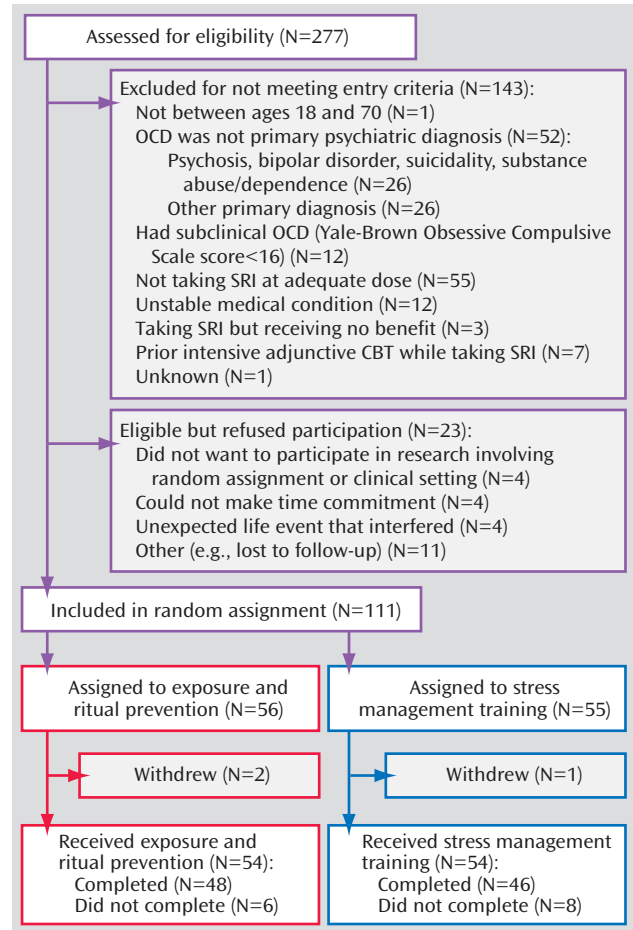 Assessed for eligibility (N=277)
Excluded for not meeting entry criteria (N=143):
Not between ages 18 and 70 (N=1)
OCD was not primary psychiatric diagnosis (N=52):
Psychosis, bipolar disorder, suicidality, substance
abuse/dependence (N=26)
Other primary diagnosis (N=26)
Had subclinical OCD (Yale-Brown Obsessive Compulsive
Scale score<16) (N=12)
Not taking SRI at adequate dose (N=55)
Unstable medical condition (N=12)
Taking SRI but receiving no benefit (N=3)
Prior intensive adjunctive CBT while taking SRI (N=7)
Unknown (N=1)
Eligible but refused participation (N=23):
Did not want to participate in research involving
random assignment or clinical setting (N=4)
Could not make time commitment (N=4)
Unexpected life event that interfered (N=4)
Other (e.g., lost to follow-up) (N=11)
Included in random assignment (N=111)
Assigned to exposure and
ritual prevention (N=56)
Assigned to stress
management training (N=55)
Withdrew (N=2)
Withdrew (N=1)
Received exposure and
ritual prevention (N=54):
Completed (N=48)
Did not complete (N=6)
Received stress management
training (N=54):
Completed (N=46)
Did not complete (N=8)